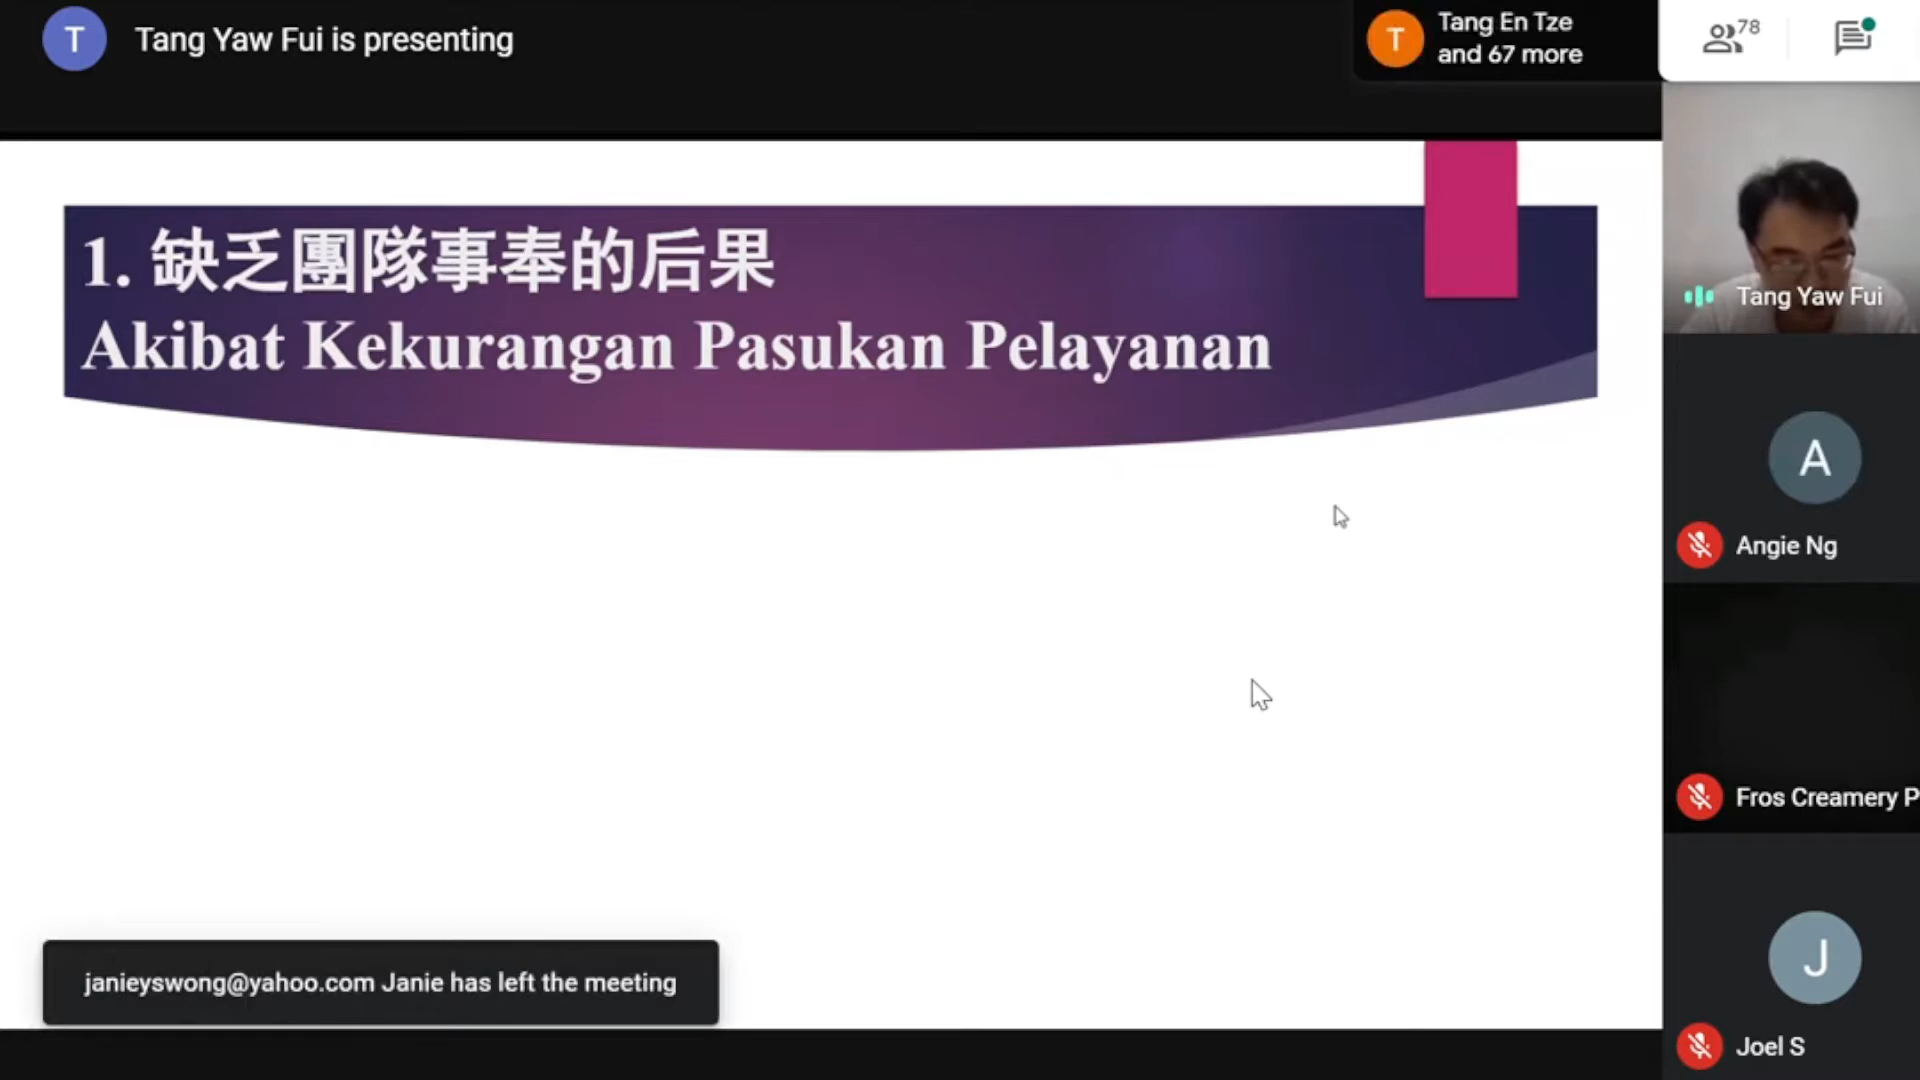 T
Tang Yaw Fui is presenting
T
Tang En Tze
and 67 more
78
1. 缺乏團隊事奉的后果
Akibat Kekurangan Pasukan Pelayanan
Tang Yaw Fui
A
Angie Ng
Fros Creamery P
J
Joel S
janieyswong@yahoo.com Janie has left the meeting